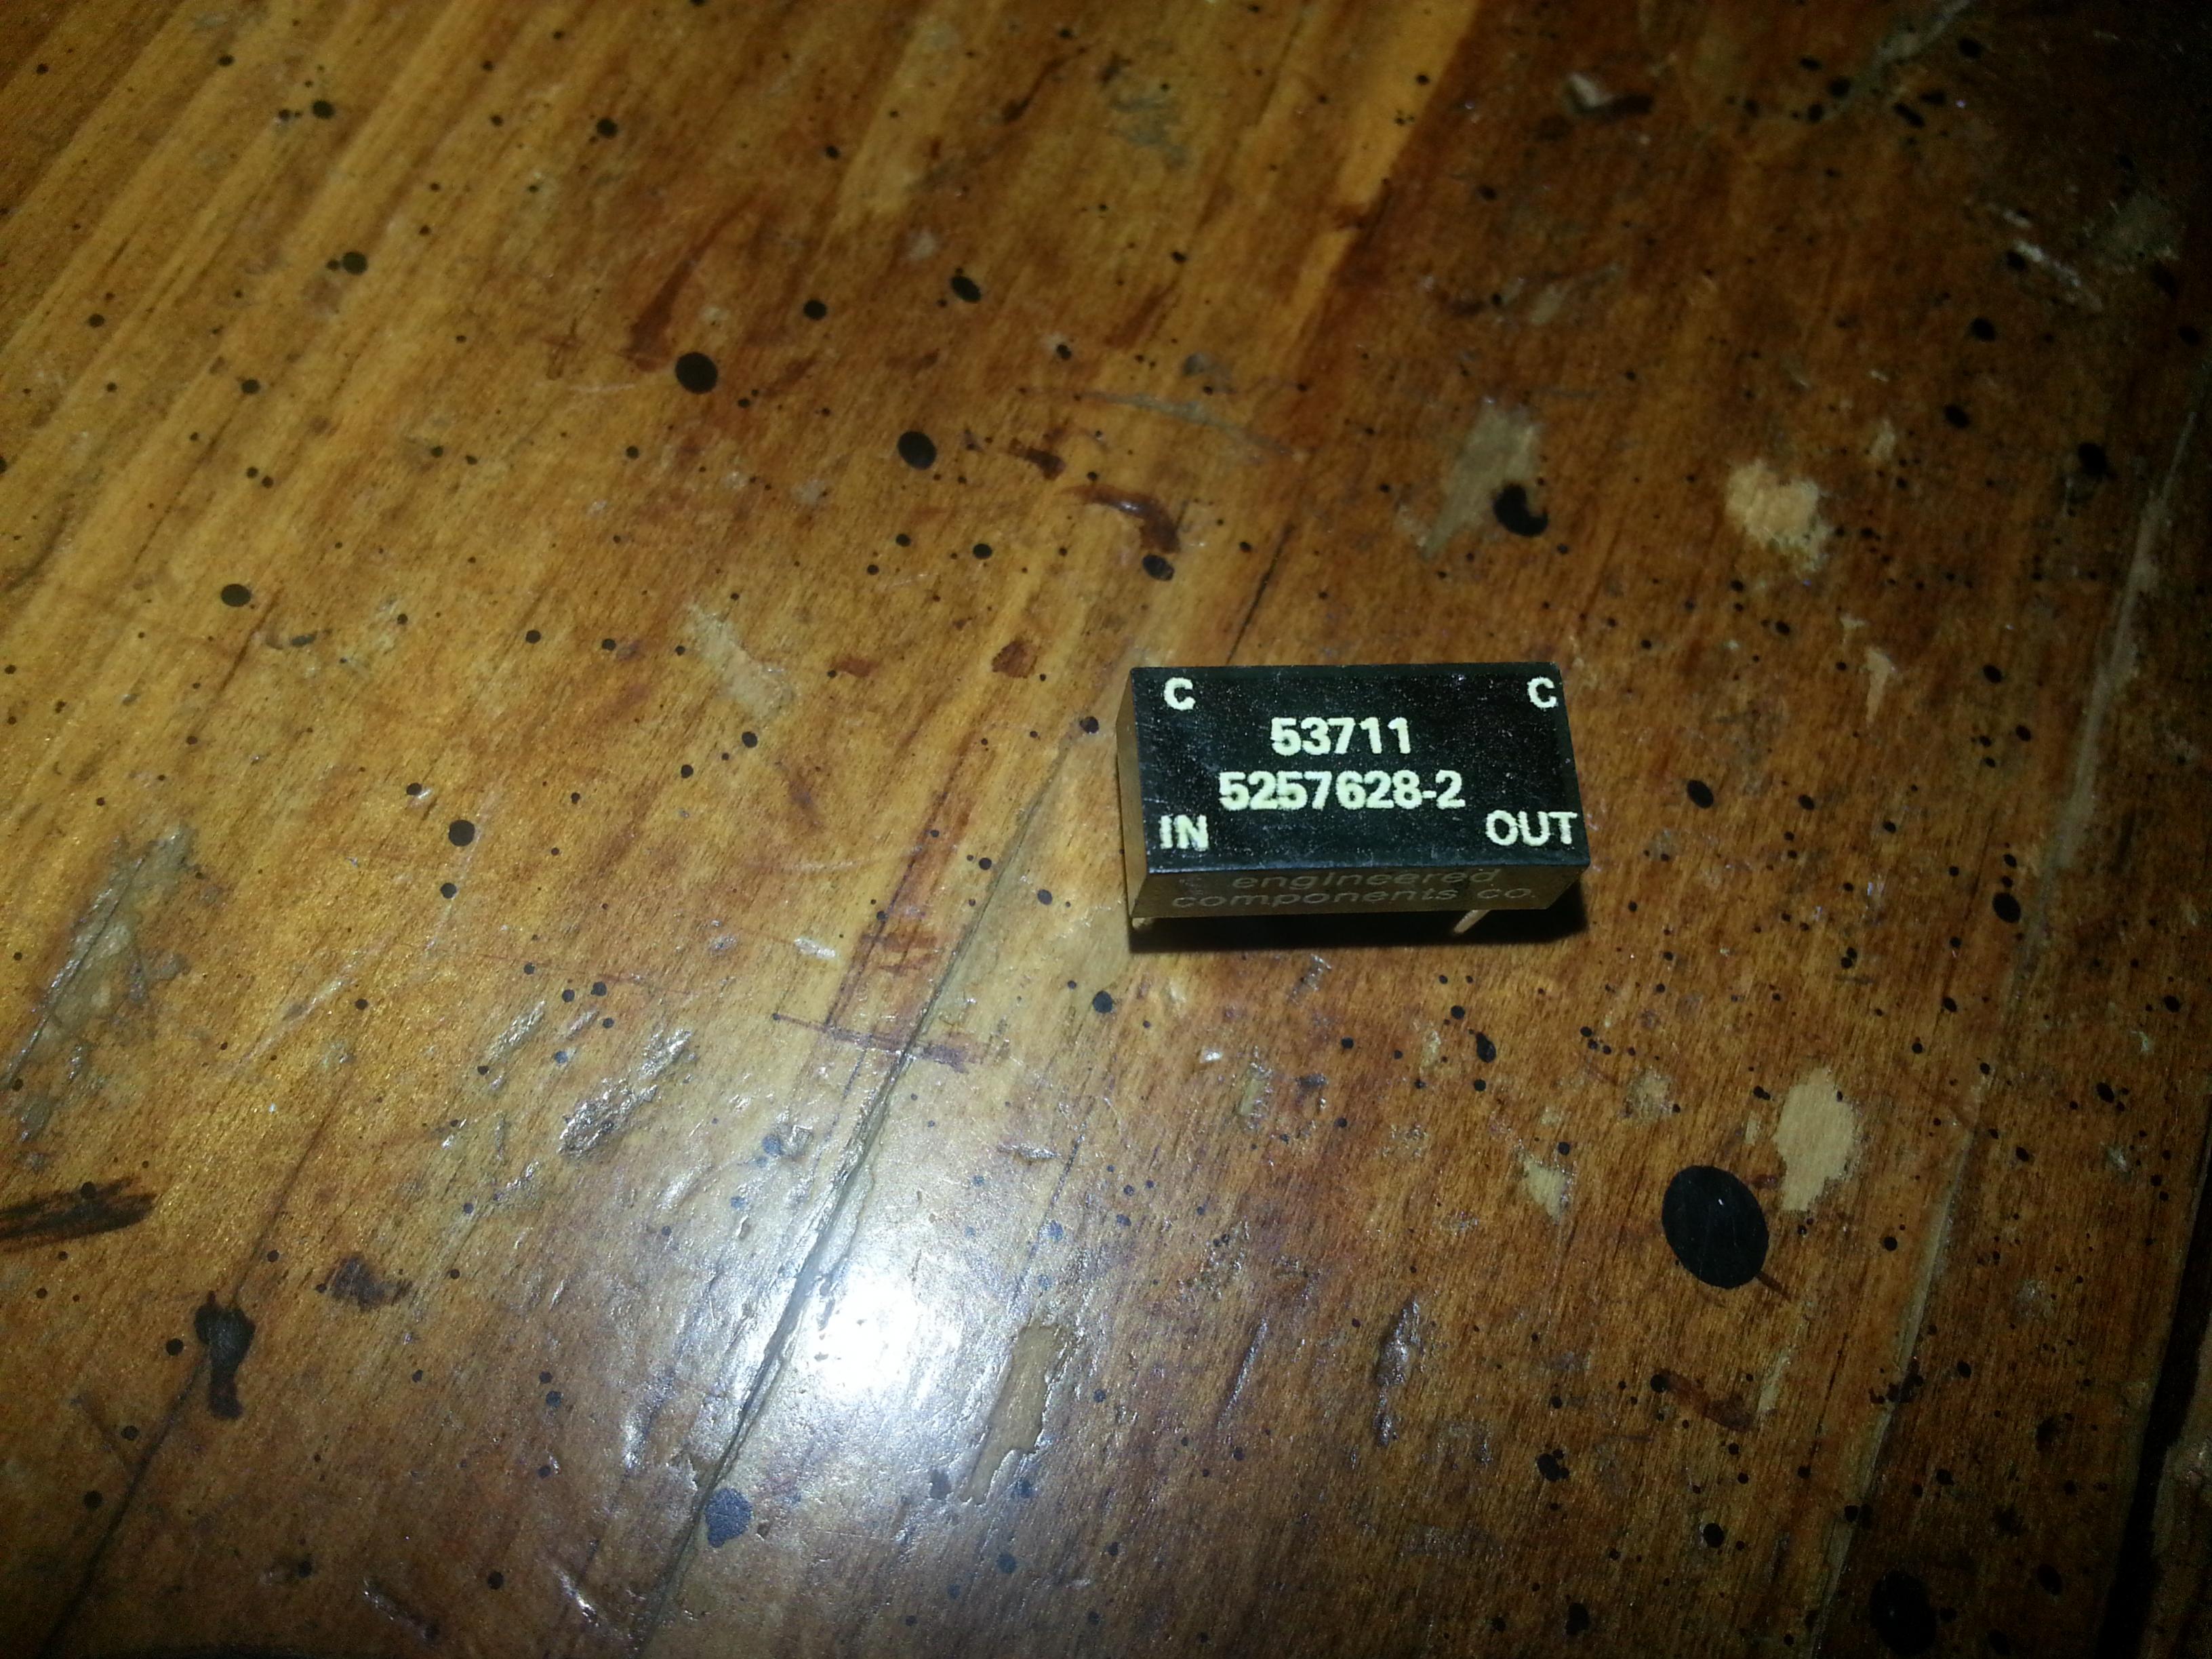 C C
53711
5257628-2
IN OUT
engineered
components co.